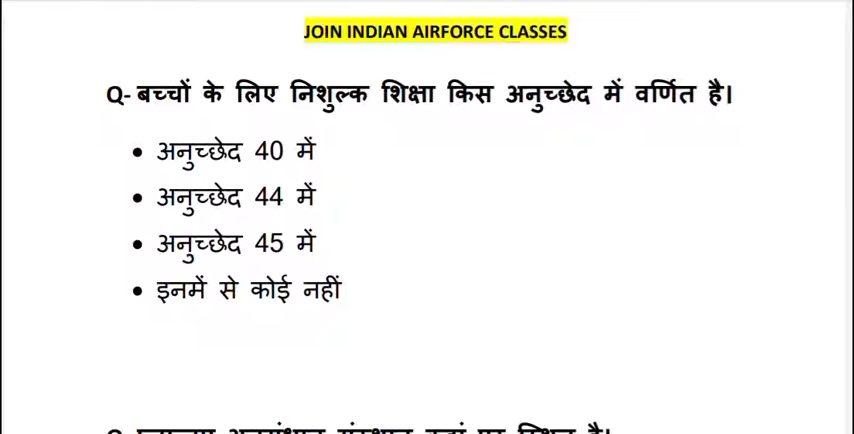 JOIN INDIAN AIRFORCE CLASSES
Q- बच्चों के लिए निशुल्क शिक्षा किस अनुच्छेद में वर्णित है।
• अनुच्छेद 40 में
• अनुच्छेद 44 में
• अनुच्छेद 45 में
• इनमें से कोई नहीं